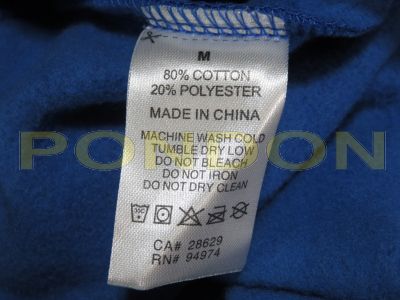 M
80% COTTON
20% POLYESTER
MADE IN CHINA
MACHINE WASH COLD
TUMBLE DRY LOW
DO NOT BLEACH
DO NOT IRON
DO NOT DRY CLEAN
CA# 28629
RN# 94974